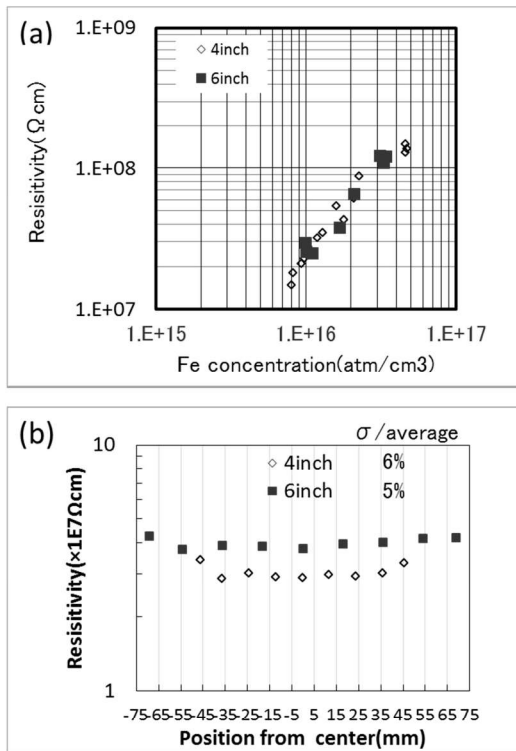 (a)
1.E+09
1.E+08
1.E+07
Resisitivity(Ωcm)
4inch
6inch
1.E+15 1.E+16 1.E+17
Fe concentration(atm/cm3)
(b)
σ/average
4inch 6%
6inch 5%
10
1
Resisitivity(×1E7Ωcm)
-75-65-55-45-35-25-15-5 5 15 25 35 45 55 65 75
Position from center(mm)